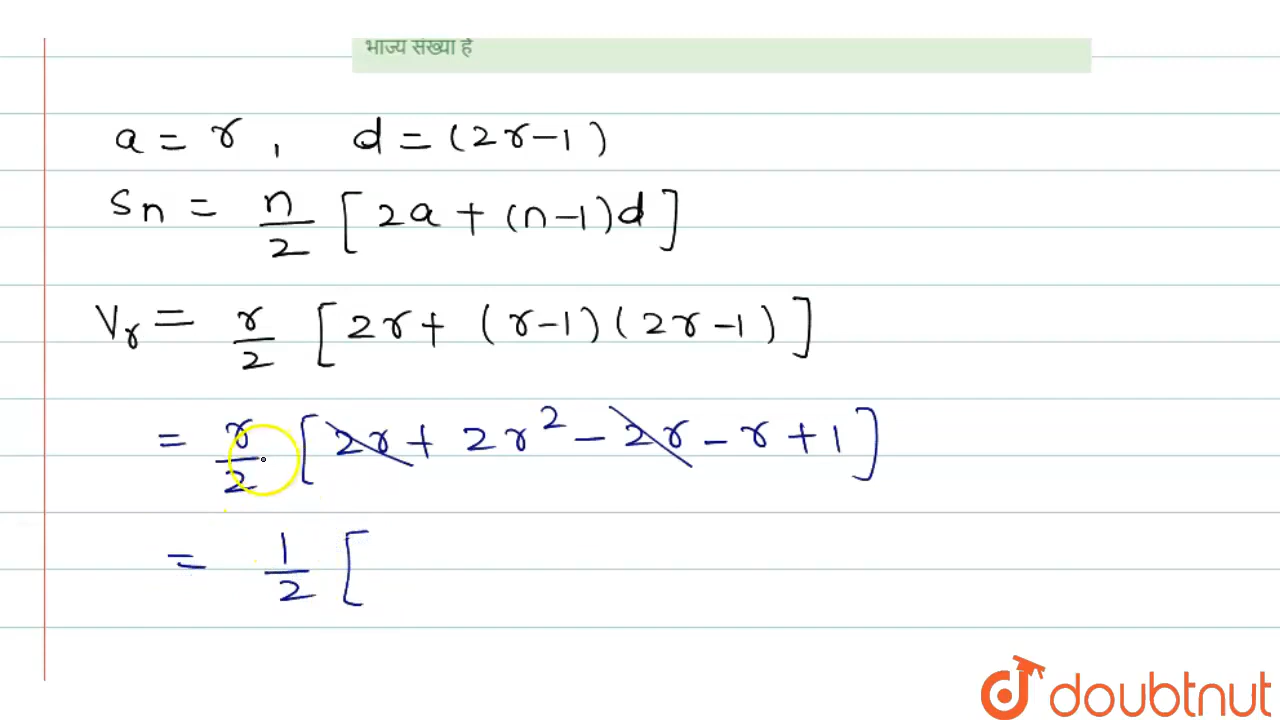 भाज्य संख्या है
a = r, d = (2r-1)
Sn = n/2 [2a + (n-1)d]
Vr = r/2 [2r + (r-1)(2r-1)]
= r/2 [2r + 2r² - 2r - r + 1]
= 1/2 [
doubtnut